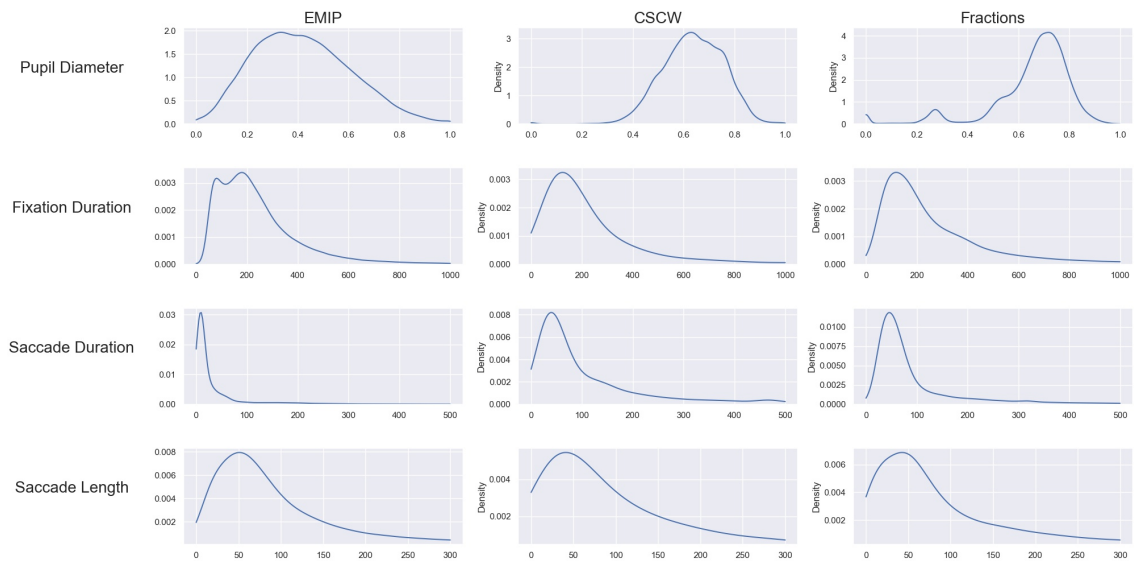 EMIP CSCW Fractions
Pupil Diameter
2.0
1.5
1.0
0.5
0.0
0.0 0.2 0.4 0.6 0.8 1.0
Density
3
2
1
0
0.0 0.2 0.4 0.6 0.8 1.0
Density
4
3
2
1
0
0.0 0.2 0.4 0.6 0.8 1.0
Fixation Duration
0.003
0.002
0.001
0.000
0 200 400 600 800 1000
Density
0.003
0.002
0.001
0.000
0 200 400 600 800 1000
Density
0.003
0.002
0.001
0.000
0 200 400 600 800 1000
Saccade Duration
0.03
0.02
0.01
0.00
0 100 200 300 400 500
Density
0.008
0.006
0.004
0.002
0.000
0 100 200 300 400 500
Density
0.0100
0.0075
0.0050
0.0025
0.0000
0 100 200 300 400 500
Saccade Length
0.008
0.006
0.004
0.002
0 50 100 150 200 250 300
Density
0.004
0.002
0 50 100 150 200 250 300
Density
0.006
0.004
0.002
0 50 100 150 200 250 300